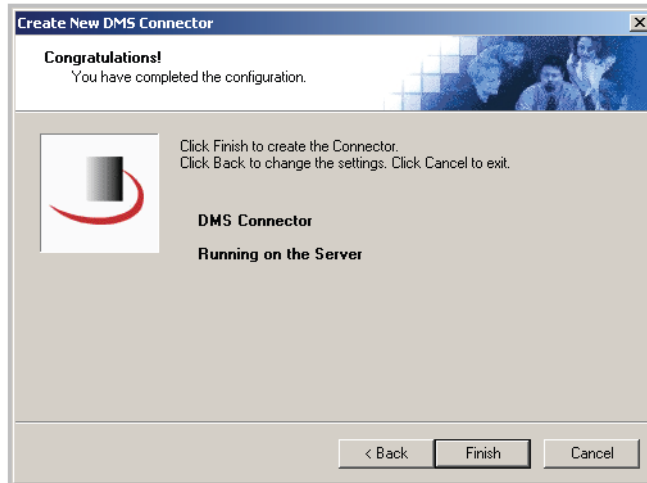 Create New DMS Connector
Congratulations!
You have completed the configuration.
Click Finish to create the Connector.
Click Back to change the settings. Click Cancel to exit.
DMS Connector
Running on the Server
< Back
Finish
Cancel